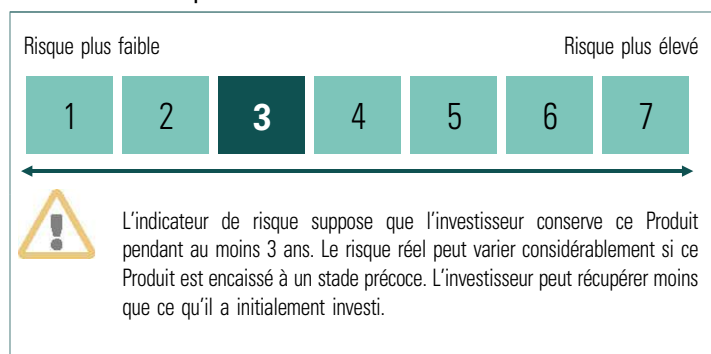 Risque plus faible Risque plus élevé
1 2 3 4 5 6 7
L'indicateur de risque suppose que l'investisseur conserve ce Produit
pendant au moins 3 ans. Le risque réel peut varier considérablement si ce
Produit est encaissé à un stade précoce. L'investisseur peut récupérer moins
que ce qu'il a initialement investi.